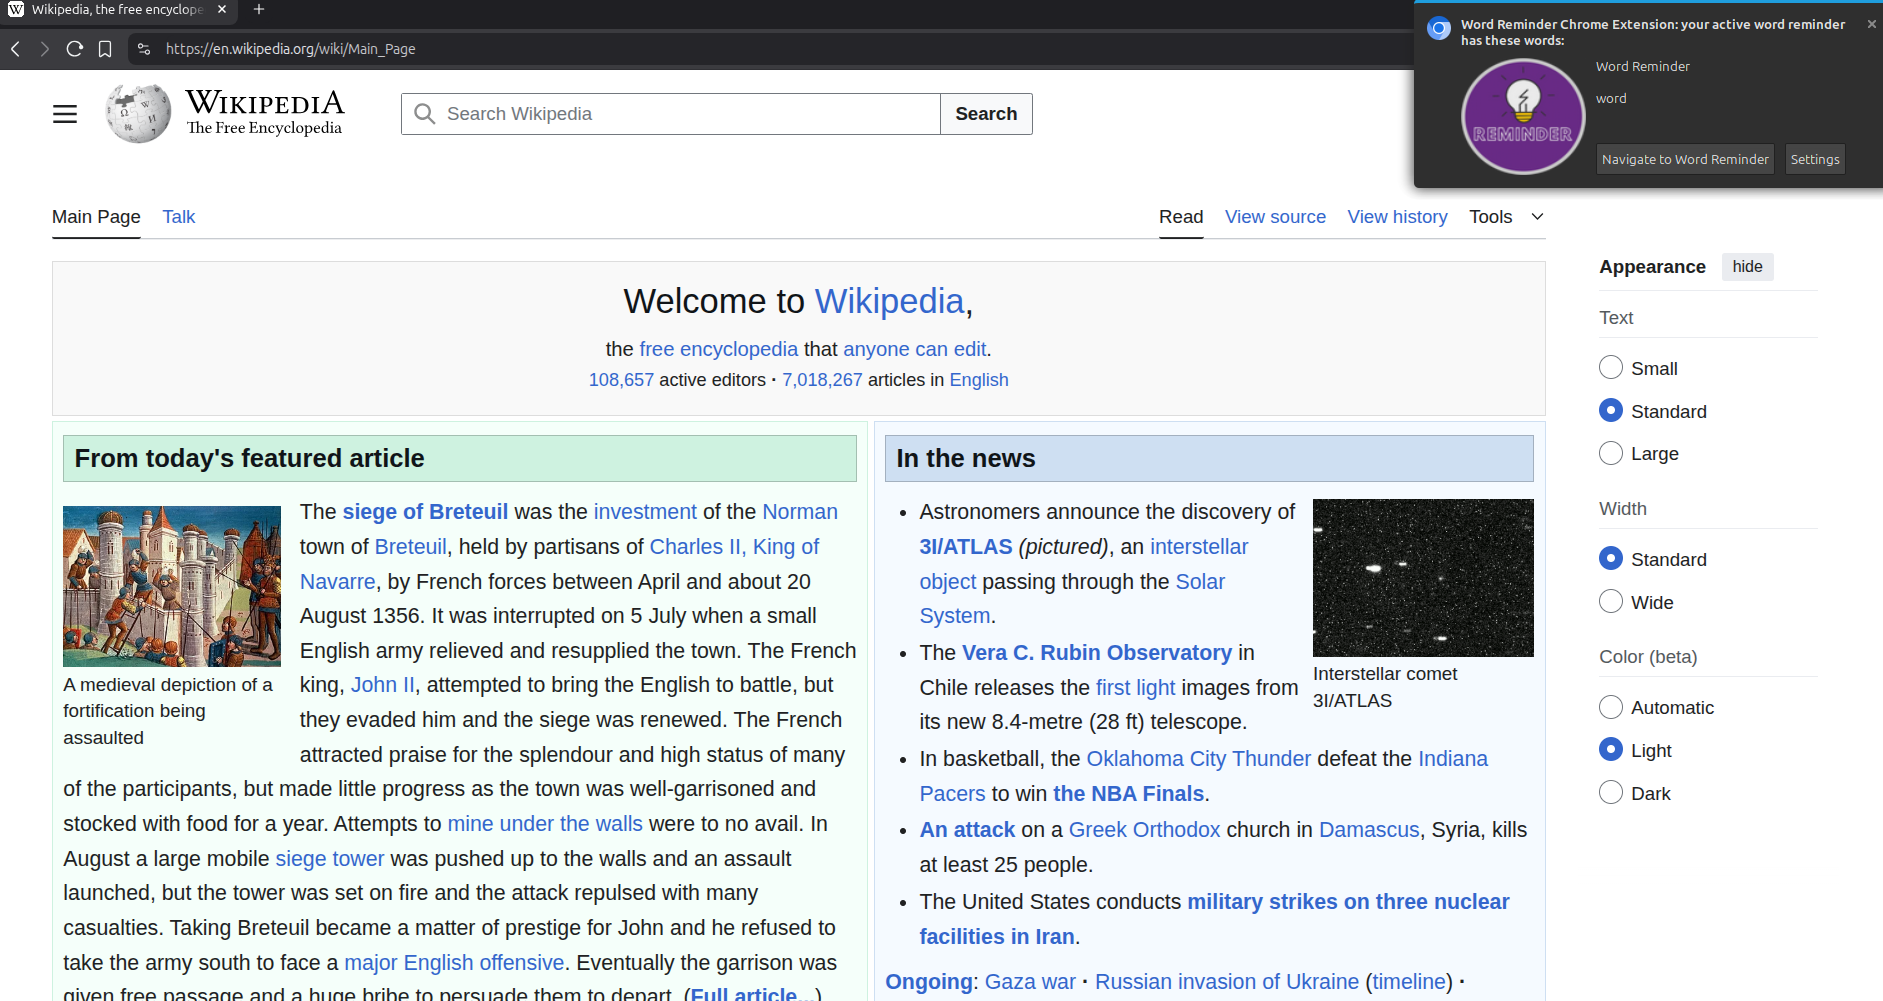 Wikipedia, the free encyclope
https://en.wikipedia.org/wiki/Main_Page
Word Reminder Chrome Extension: your active word reminder
has these words:
Word Reminder
word
REMINDER
Navigate to Word Reminder
Settings
WIKIPEDIA
The Free Encyclopedia
Search Wikipedia
Search
Main Page Talk
Read View source View history Tools
Welcome to Wikipedia,
the free encyclopedia that anyone can edit.
108,657 active editors · 7,018,267 articles in English
From today's featured article
A medieval depiction of a
fortification being
assaulted
The siege of Breteuil was the investment of the Norman
town of Breteuil, held by partisans of Charles II, King of
Navarre, by French forces between April and about 20
August 1356. It was interrupted on 5 July when a small
English army relieved and resupplied the town. The French
king, John II, attempted to bring the English to battle, but
they evaded him and the siege was renewed. The French
attracted praise for the splendour and high status of many
of the participants, but made little progress as the town was well-garrisoned and
stocked with food for a year. Attempts to mine under the walls were to no avail. In
August a large mobile siege tower was pushed up to the walls and an assault
launched, but the tower was set on fire and the attack repulsed with many
casualties. Taking Breteuil became a matter of prestige for John and he refused to
take the army south to face a major English offensive. Eventually the garrison was
given free passage and a huge bribe to persuade them to depart. (Full article...)
In the news
Astronomers announce the discovery of
3I/ATLAS (pictured), an interstellar
object passing through the Solar
System.
The Vera C. Rubin Observatory in
Chile releases the first light images from
its new 8.4-metre (28 ft) telescope.
Interstellar comet
3I/ATLAS
In basketball, the Oklahoma City Thunder defeat the Indiana
Pacers to win the NBA Finals.
An attack on a Greek Orthodox church in Damascus, Syria, kills
at least 25 people.
The United States conducts military strikes on three nuclear
facilities in Iran.
Ongoing: Gaza war · Russian invasion of Ukraine (timeline) ·
Appearance hide
Text
Small
Standard
Large
Width
Standard
Wide
Color (beta)
Automatic
Light
Dark